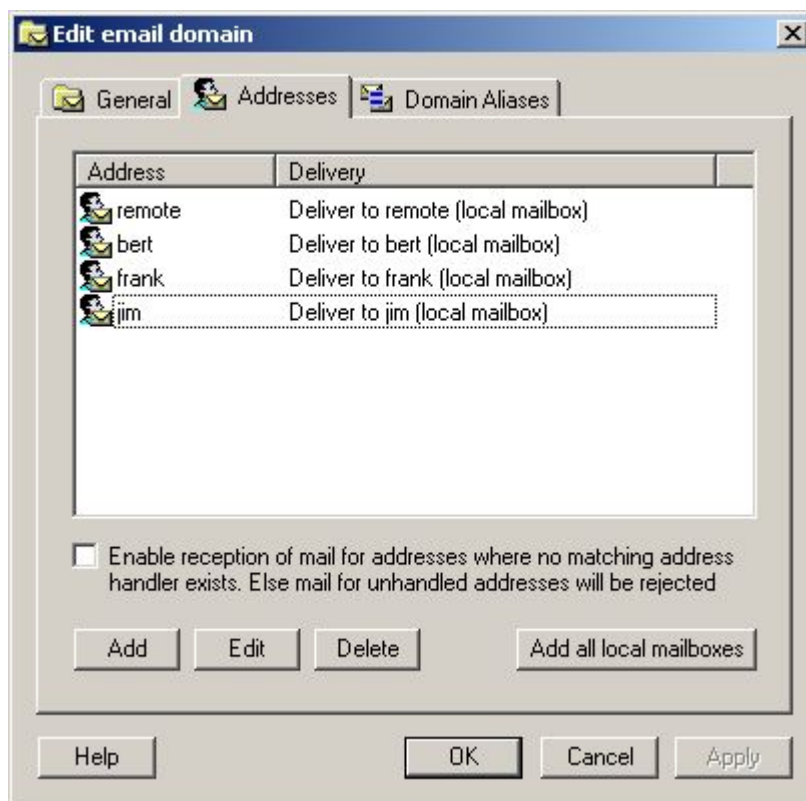 Edit email domain
General Addresses Domain Aliases
Address Delivery
remote Deliver to remote (local mailbox)
bert Deliver to bert (local mailbox)
frank Deliver to frank (local mailbox)
jim Deliver to jim (local mailbox)
Enable reception of mail for addresses where no matching address
handler exists. Else mail for unhandled addresses will be rejected
Add Edit Delete Add all local mailboxes
Help OK Cancel Apply